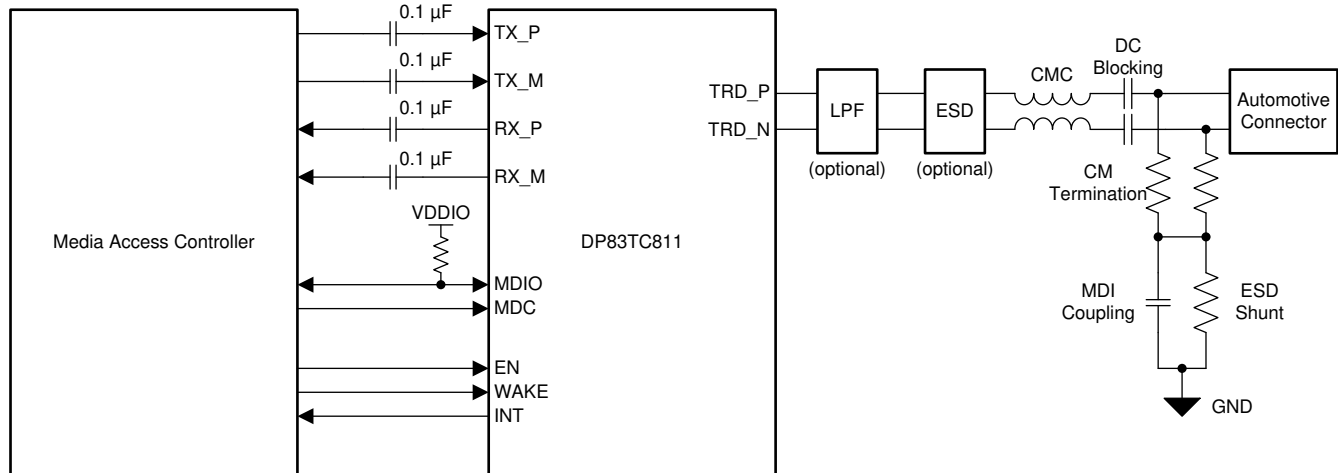 0.1 µF
TX_P
0.1 µF
TX_M
0.1 µF
RX_P
0.1 µF
RX_M
VDDIO
Media Access Controller
DP83TC811
MDIO
MDC
EN
WAKE
INT
TRD_P
TRD_N
LPF
(optional)
ESD
(optional)
CMC
DC
Blocking
Automotive
Connector
CM
Termination
MDI
Coupling
ESD
Shunt
GND